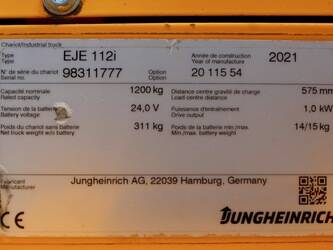 Chariot/Industrial truck
Type
Type
EJE 112i
Année de construction
Year of manufacture
2021
N° de série du chariot
Serial number
98311777
Option
Option
20 115 54
Capacité nominale
Rated capacity
1200 kg
Distance centre gravité de charge
Load centre distance
575 mm
Tension de la batterie
Battery voltage
24,0 V
Puissance d'entraînement
Drive output
1,0 kW
Poids du chariot sans batterie
Net truck weight w/o battery
311 kg
Poids de la batterie min./max.
Min./max. battery weight
14/15 kg
Fabricant
Manufacturer
Jungheinrich AG, 22039 Hamburg, Germany
CE
JUNGHEINRICH